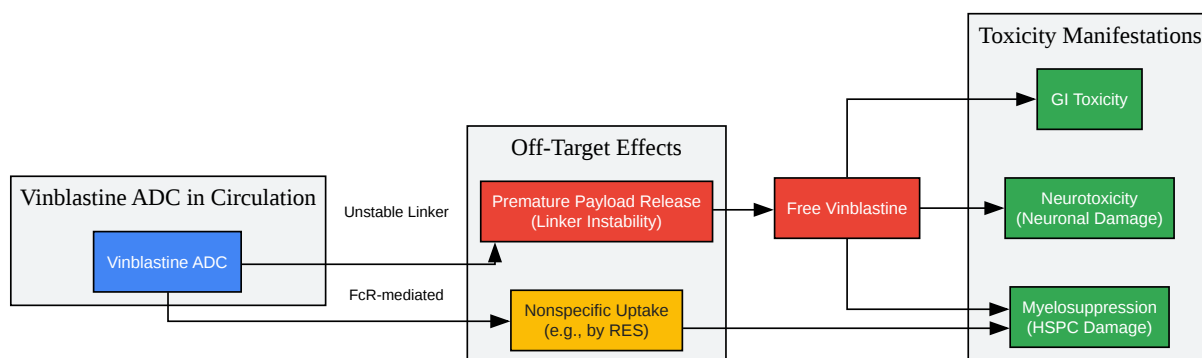 Vinblastine ADC in Circulation
Vinblastine ADC
Unstable Linker
FcR-mediated
Off-Target Effects
Premature Payload Release
(Linker Instability)
Nonspecific Uptake
(e.g., by RES)
Free Vinblastine
Toxicity Manifestations
GI Toxicity
Neurotoxicity
(Neuronal Damage)
Myelosuppression
(HSPC Damage)